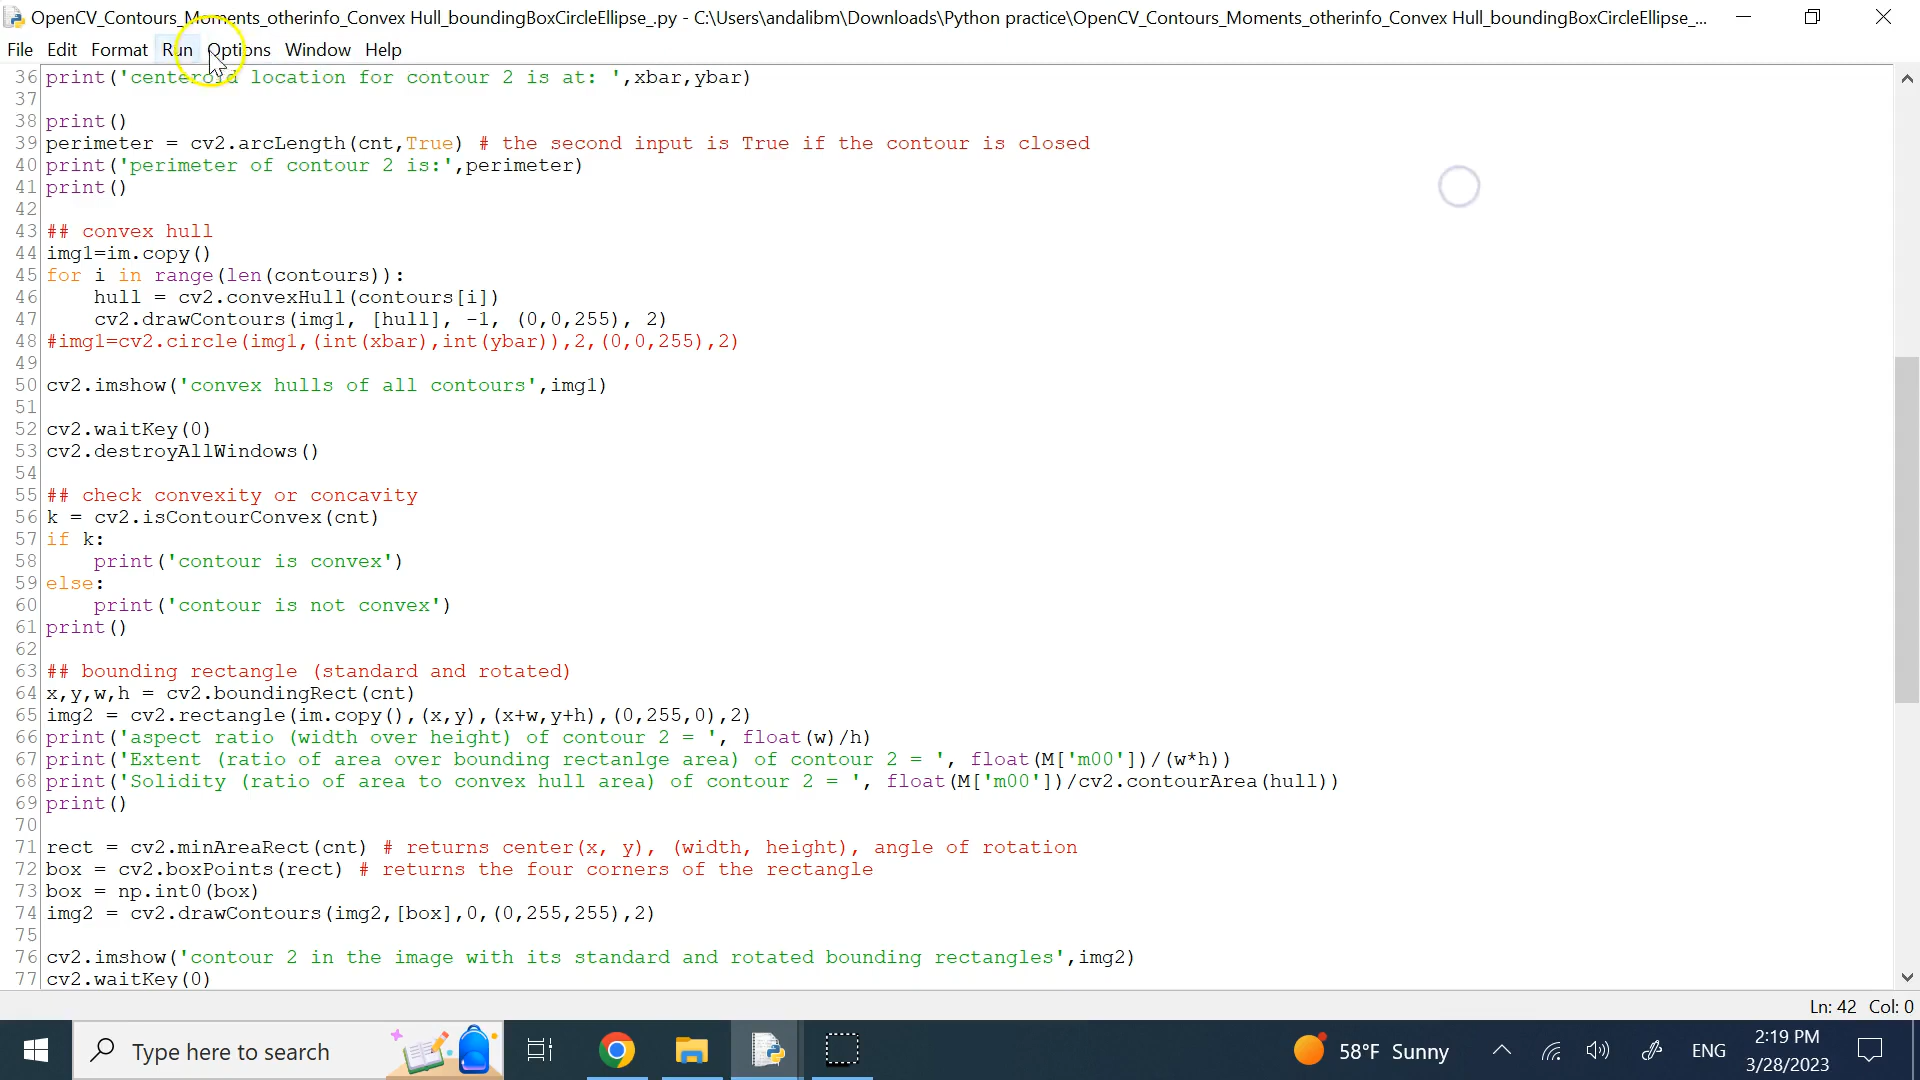 OpenCV_Contours_Moments_otherinfo_Convex Hull_boundingBoxCircleEllipse_.py - C:\Users\andalibm\Downloads\Python practice\OpenCV_Contours_Moments_otherinfo_Convex Hull_boundingBoxCircleEllipse_...
File Edit Format Run Options Window Help
36 print('centeroid location for contour 2 is at: ',xbar,ybar)
37
38 print()
39 perimeter = cv2.arcLength(cnt,True) # the second input is True if the contour is closed
40 print('perimeter of contour 2 is:',perimeter)
41 print()
42
43 ## convex hull
44 img1=im.copy()
45 for i in range(len(contours)):
46     hull = cv2.convexHull(contours[i])
47     cv2.drawContours(img1, [hull], -1, (0,0,255), 2)
48 #img1=cv2.circle(img1,(int(xbar),int(ybar)),2,(0,0,255),2)
49
50 cv2.imshow('convex hulls of all contours',img1)
51
52 cv2.waitKey(0)
53 cv2.destroyAllWindows()
54
55 ## check convexity or concavity
56 k = cv2.isContourConvex(cnt)
57 if k:
58     print('contour is convex')
59 else:
60     print('contour is not convex')
61 print()
62
63 ## bounding rectangle (standard and rotated)
64 x,y,w,h = cv2.boundingRect(cnt)
65 img2 = cv2.rectangle(im.copy(),(x,y),(x+w,y+h),(0,255,0),2)
66 print('aspect ratio (width over height) of contour 2 = ', float(w)/h)
67 print('Extent (ratio of area over bounding rectanlge area) of contour 2 = ', float(M['m00'])/(w*h))
68 print('Solidity (ratio of area to convex hull area) of contour 2 = ', float(M['m00'])/cv2.contourArea(hull))
69 print()
70
71 rect = cv2.minAreaRect(cnt) # returns center(x, y), (width, height), angle of rotation
72 box = cv2.boxPoints(rect) # returns the four corners of the rectangle
73 box = np.int0(box)
74 img2 = cv2.drawContours(img2,[box],0,(0,255,255),2)
75
76 cv2.imshow('contour 2 in the image with its standard and rotated bounding rectangles',img2)
77 cv2.waitKey(0)
Ln: 42 Col: 0
Type here to search
58°F Sunny
ENG
2:19 PM
3/28/2023